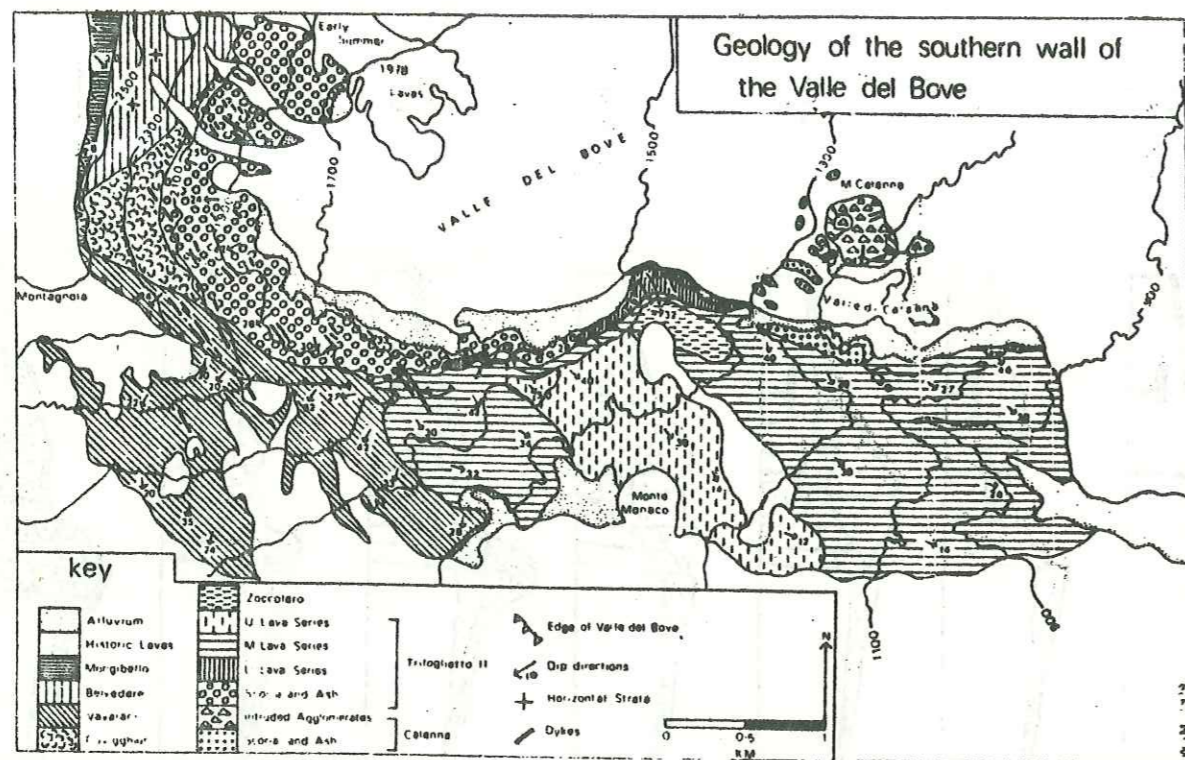 Geology of the southern wall of
the Valle del Bove
Early
Summer
1978
Lavas
VALLE DEL BOVE
1700
1500
1300
M Calanna
Montagnola
Monte
Monaco
1100
900
key
Alluvium
Historic Lavas
Mongibello
Belvedere
Vavalaci
Zoccolaro
U Lava Series
M Lava Series
L Lava Series
Scoria and Ash
Intruded Agglomerates
Scoria and Ash
Trifoglietto II
Calanna
Edge of Valle del Bove
Dip directions
Horizontal Strata
Dykes
N
0 0·5 1
KM